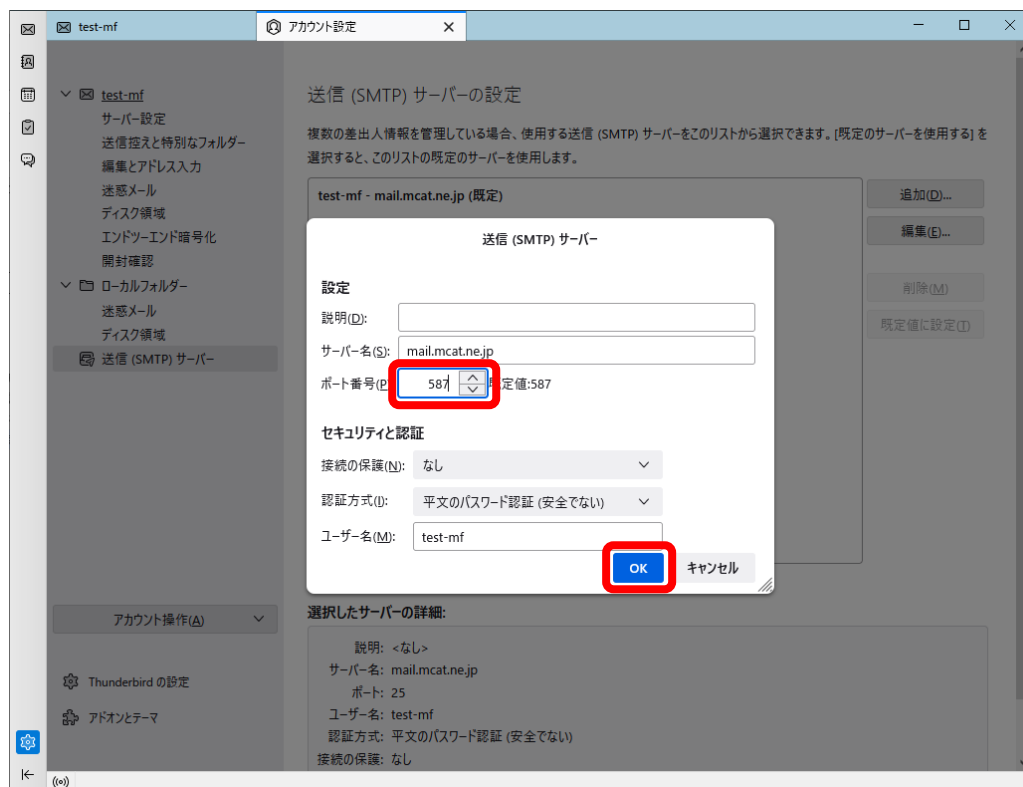 test-mf
アカウント設定
test-mf
サーバー設定
送信控えと特別なフォルダー
編集とアドレス入力
迷惑メール
ディスク領域
エンドツーエンド暗号化
開封確認
ローカルフォルダー
迷惑メール
ディスク領域
送信 (SMTP) サーバー
アカウント操作(A)
Thunderbird の設定
アドオンとテーマ
送信 (SMTP) サーバーの設定
複数の差出人情報を管理している場合、使用する送信 (SMTP) サーバーをこのリストから選択できます。[既定のサーバーを使用する] を
選択すると、このリストの既定のサーバーを使用します。
test-mf - mail.mcat.ne.jp (既定)
追加(D)...
編集(E)...
削除(M)
既定値に設定(T)
送信 (SMTP) サーバー
設定
説明(D):
サーバー名(S): mail.mcat.ne.jp
ポート番号(P 587 定値:587
セキュリティと認証
接続の保護(N): なし
認証方式(I): 平文のパスワード認証 (安全でない)
ユーザー名(M): test-mf
OK キャンセル
選択したサーバーの詳細:
説明: <なし>
サーバー名: mail.mcat.ne.jp
ポート: 25
ユーザー名: test-mf
認証方式: 平文のパスワード認証 (安全でない)
接続の保護: なし